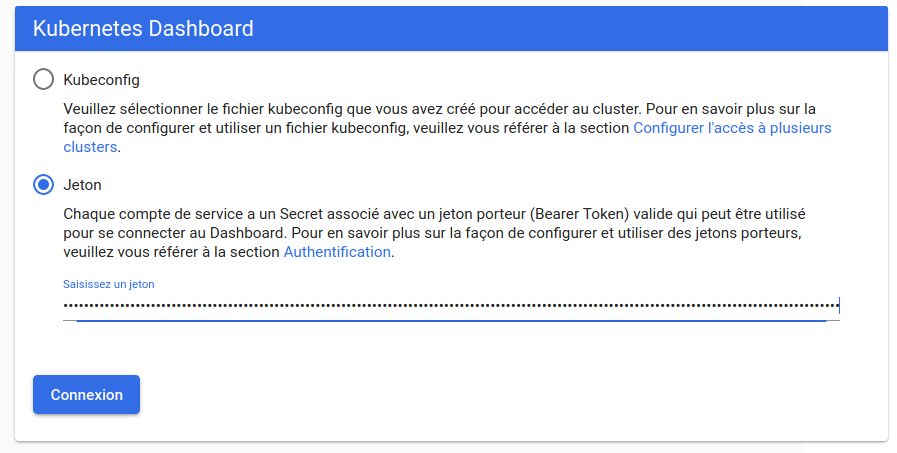 Kubernetes Dashboard
Kubeconfig
Veuillez sélectionner le fichier kubeconfig que vous avez créé pour accéder au cluster. Pour en savoir plus sur la
façon de configurer et utiliser un fichier kubeconfig, veuillez vous référer à la section Configurer l'accès à plusieurs
clusters.
Jeton
Chaque compte de service a un Secret associé avec un jeton porteur (Bearer Token) valide qui peut être utilisé
pour se connecter au Dashboard. Pour en savoir plus sur la façon de configurer et utiliser des jetons porteurs,
veuillez vous référer à la section Authentification.
Saisissez un jeton
Connexion